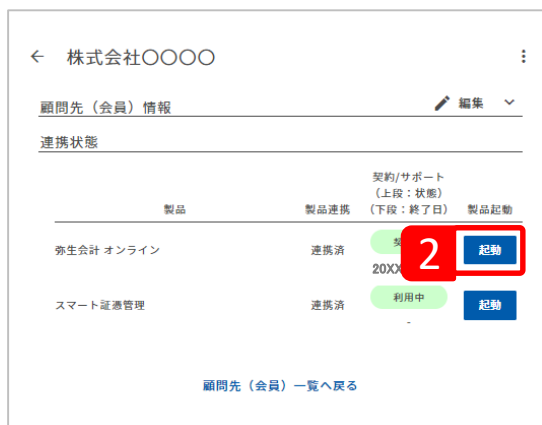 ← 株式会社〇〇〇〇
顧問先（会員）情報 編集
連携状態
製品 製品連携 契約/サポート（上段：状態）（下段：終了日） 製品起動
弥生会計 オンライン 連携済 起動
20XX
2
スマート証憑管理 連携済 利用中 起動
-
顧問先（会員）一覧へ戻る